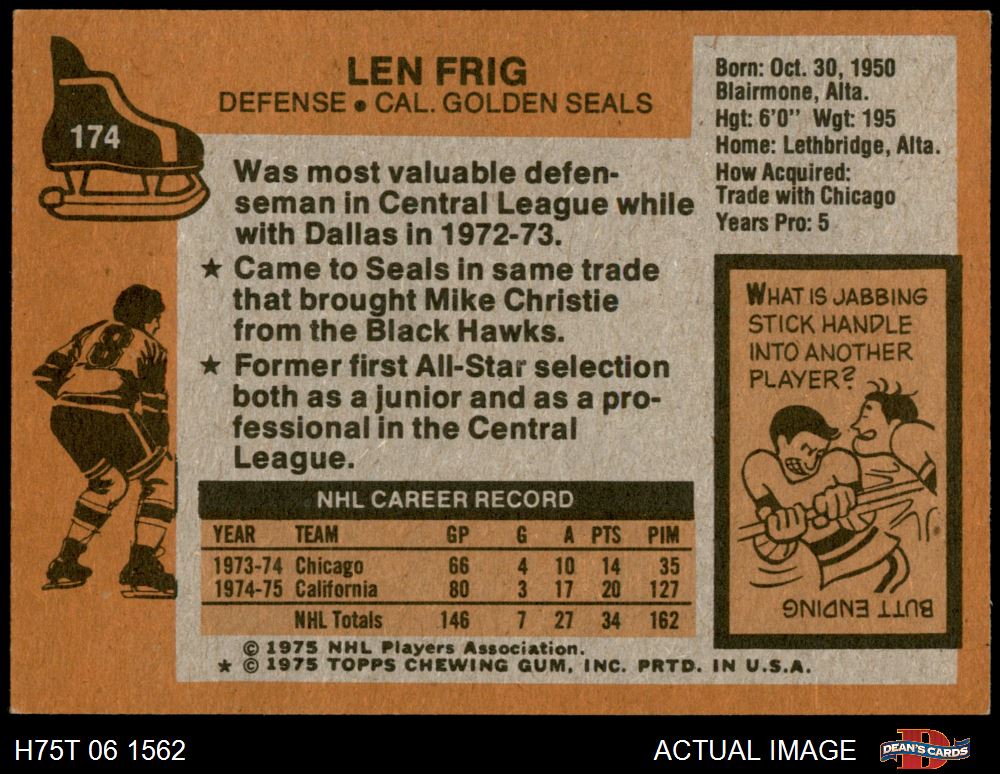 174
LEN FRIG
DEFENSE • CAL. GOLDEN SEALS
Born: Oct. 30, 1950
Blairmone, Alta.
Hgt: 6'0" Wgt: 195
Home: Lethbridge, Alta.
How Acquired:
Trade with Chicago
Years Pro: 5
Was most valuable defen-
seman in Central League while
with Dallas in 1972-73.
★ Came to Seals in same trade
that brought Mike Christie
from the Black Hawks.
★ Former first All-Star selection
both as a junior and as a pro-
fessional in the Central
League.
WHAT IS JABBING
STICK HANDLE
INTO ANOTHER
PLAYER?
BUTT ENDING
8
NHL CAREER RECORD
YEAR TEAM GP G A PTS PIM
1973-74 Chicago 66 4 10 14 35
1974-75 California 80 3 17 20 127
NHL Totals 146 7 27 34 162
© 1975 NHL Players Association.
★ © 1975 TOPPS CHEWING GUM, INC. PRTD. IN U.S.A.
H75T 06 1562
ACTUAL IMAGE
DEAN'S CARDS